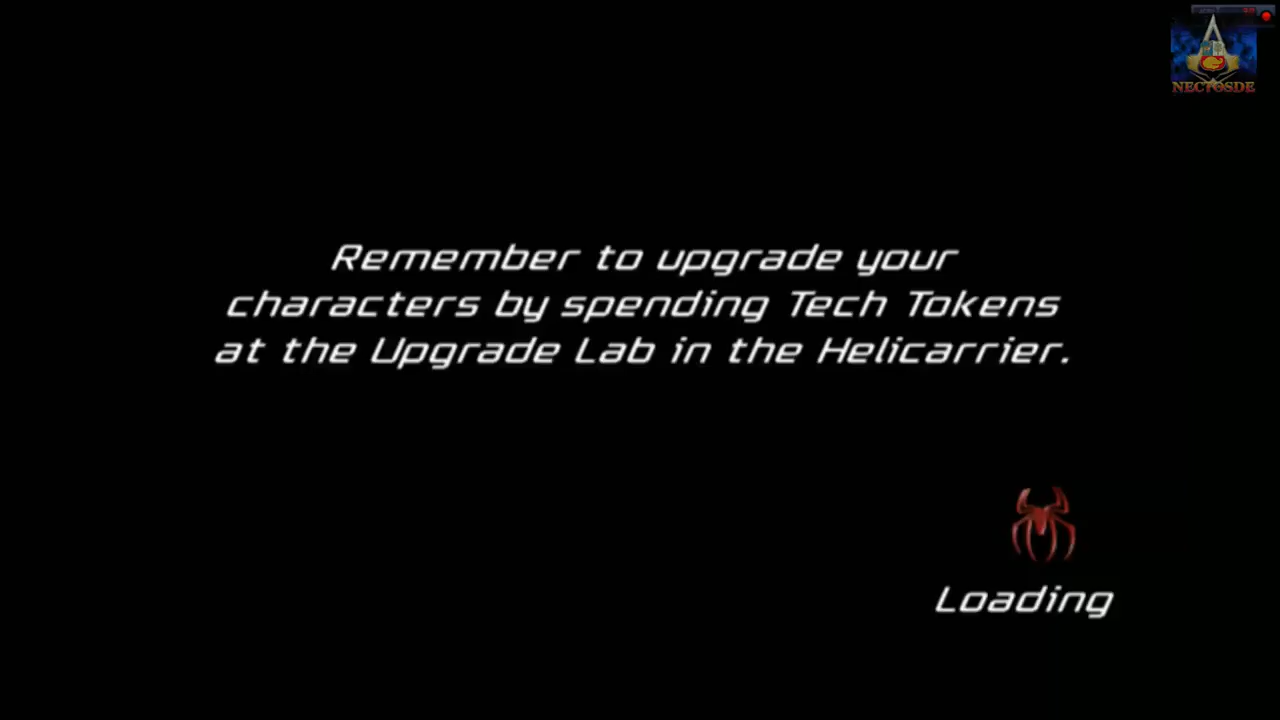 NECTOSDE
Remember to upgrade your
characters by spending Tech Tokens
at the Upgrade Lab in the Helicarrier.
Loading